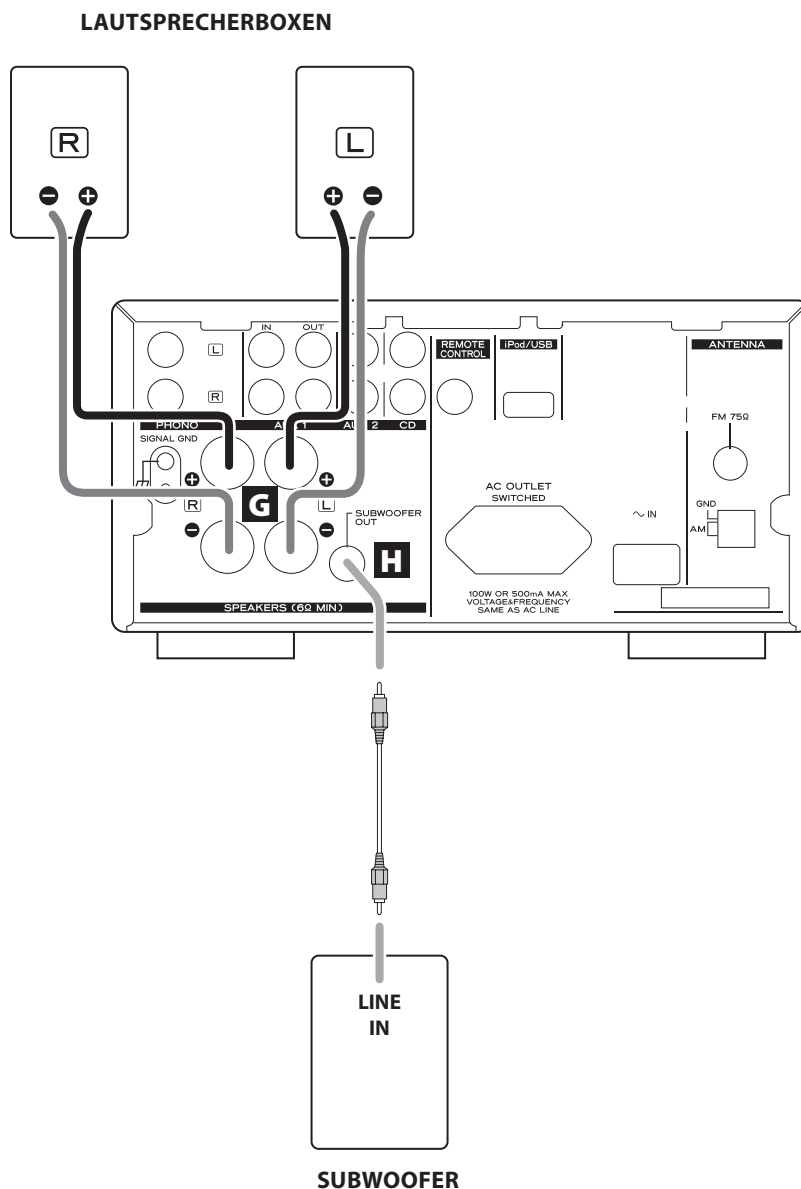 LAUTSPRECHERBOXEN
R
L
IN
OUT
L
R
REMOTE
CONTROL
iPod/USB
ANTENNA
PHONO
CD
SIGNAL GND
FM 75Ω
G
R
L
SUBWOOFER
OUT
H
AC OUTLET
SWITCHED
∼ IN
GND
AM
100W OR 500mA MAX
VOLTAGE&FREQUENCY
SAME AS AC LINE
SPEAKERS (6Ω MIN)
LINE
IN
SUBWOOFER